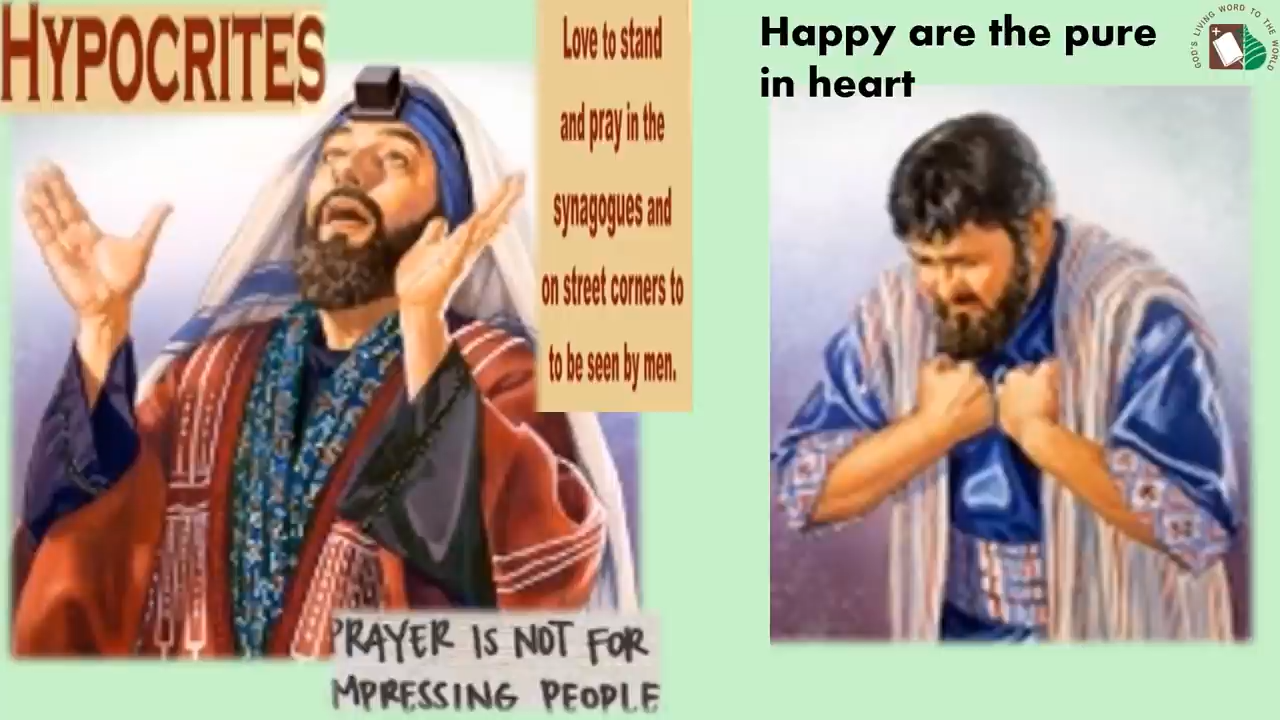 HYPOCRITES
Love to stand
and pray in the
synagogues and
on street corners to
to be seen by men.
PRAYER IS NOT FOR
MPRESSING PEOPLE
Happy are the pure
in heart
GOD'S LIVING WORD TO THE WORLD